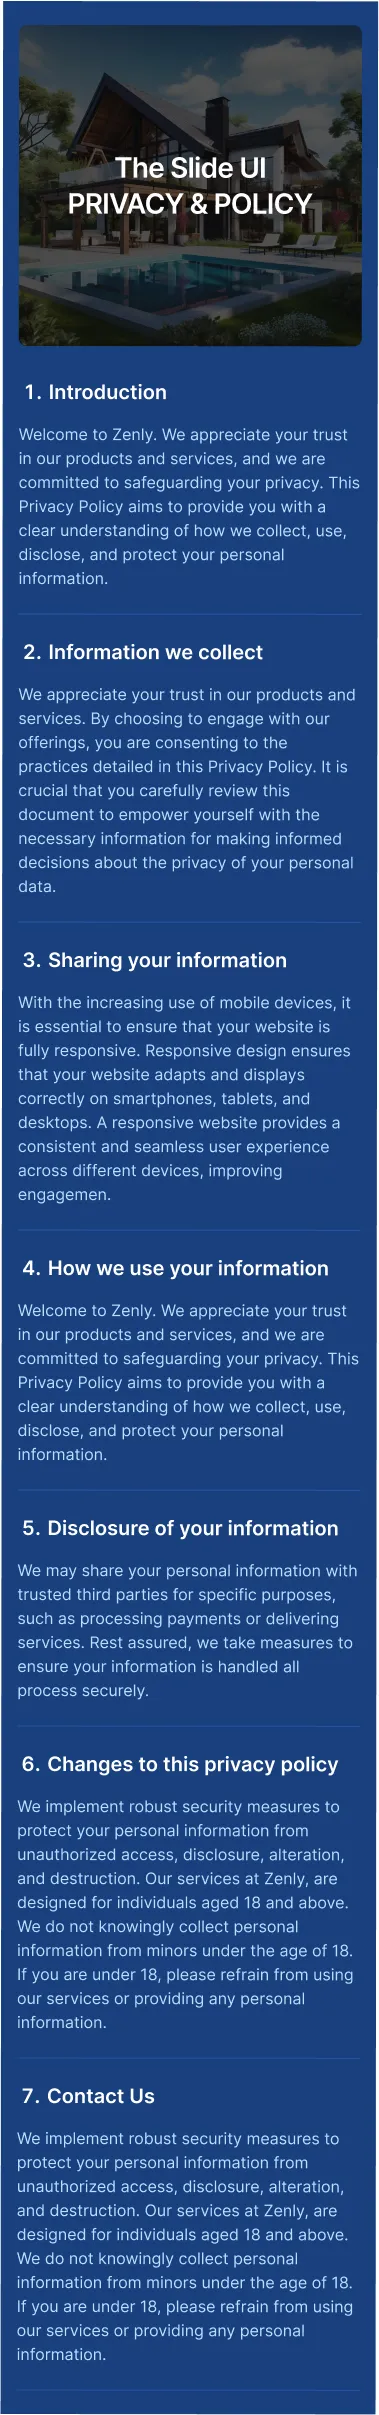 The Slide UI
PRIVACY & POLICY
1. Introduction
Welcome to Zenly. We appreciate your trust
in our products and services, and we are
committed to safeguarding your privacy. This
Privacy Policy aims to provide you with a
clear understanding of how we collect, use,
disclose, and protect your personal
information.
2. Information we collect
We appreciate your trust in our products and
services. By choosing to engage with our
offerings, you are consenting to the
practices detailed in this Privacy Policy. It is
crucial that you carefully review this
document to empower yourself with the
necessary information for making informed
decisions about the privacy of your personal
data.
3. Sharing your information
With the increasing use of mobile devices, it
is essential to ensure that your website is
fully responsive. Responsive design ensures
that your website adapts and displays
correctly on smartphones, tablets, and
desktops. A responsive website provides a
consistent and seamless user experience
across different devices, improving
engagemen.
4. How we use your information
Welcome to Zenly. We appreciate your trust
in our products and services, and we are
committed to safeguarding your privacy. This
Privacy Policy aims to provide you with a
clear understanding of how we collect, use,
disclose, and protect your personal
information.
5. Disclosure of your information
We may share your personal information with
trusted third parties for specific purposes,
such as processing payments or delivering
services. Rest assured, we take measures to
ensure your information is handled all
process securely.
6. Changes to this privacy policy
We implement robust security measures to
protect your personal information from
unauthorized access, disclosure, alteration,
and destruction. Our services at Zenly, are
designed for individuals aged 18 and above.
We do not knowingly collect personal
information from minors under the age of 18.
If you are under 18, please refrain from using
our services or providing any personal
information.
7. Contact Us
We implement robust security measures to
protect your personal information from
unauthorized access, disclosure, alteration,
and destruction. Our services at Zenly, are
designed for individuals aged 18 and above.
We do not knowingly collect personal
information from minors under the age of 18.
If you are under 18, please refrain from using
our services or providing any personal
information.